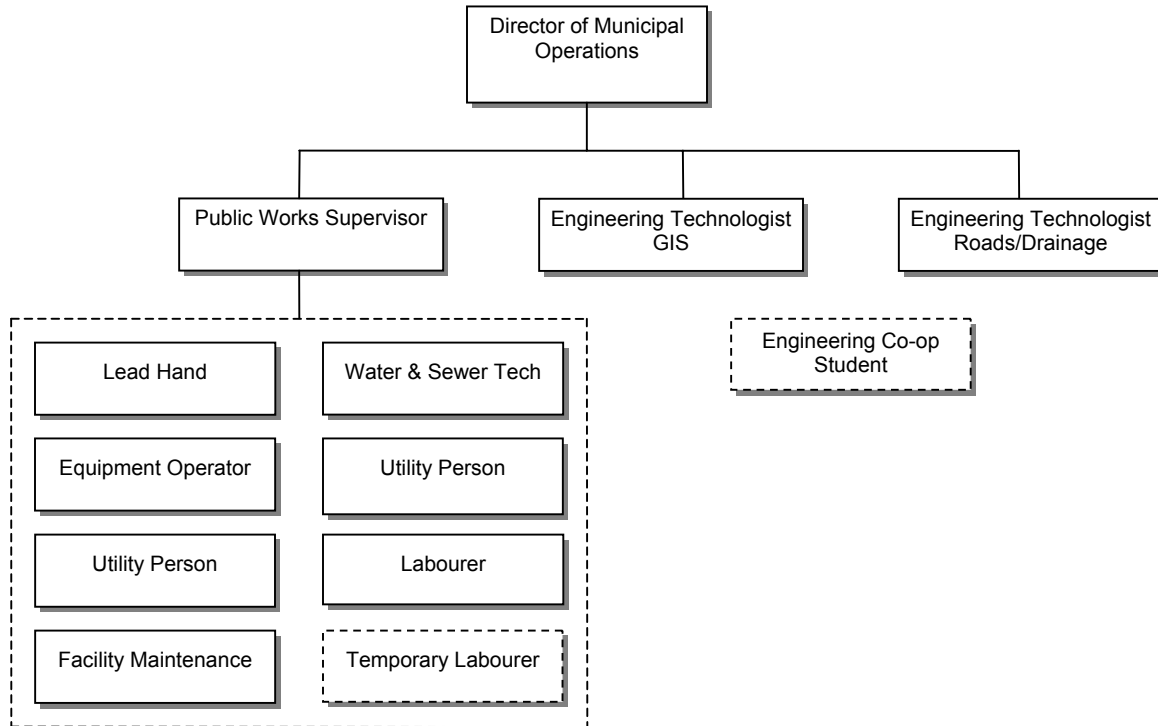 Director of Municipal
Operations
Public Works Supervisor
Engineering Technologist
GIS
Engineering Technologist
Roads/Drainage
Engineering Co-op
Student
Lead Hand
Water & Sewer Tech
Equipment Operator
Utility Person
Utility Person
Labourer
Facility Maintenance
Temporary Labourer